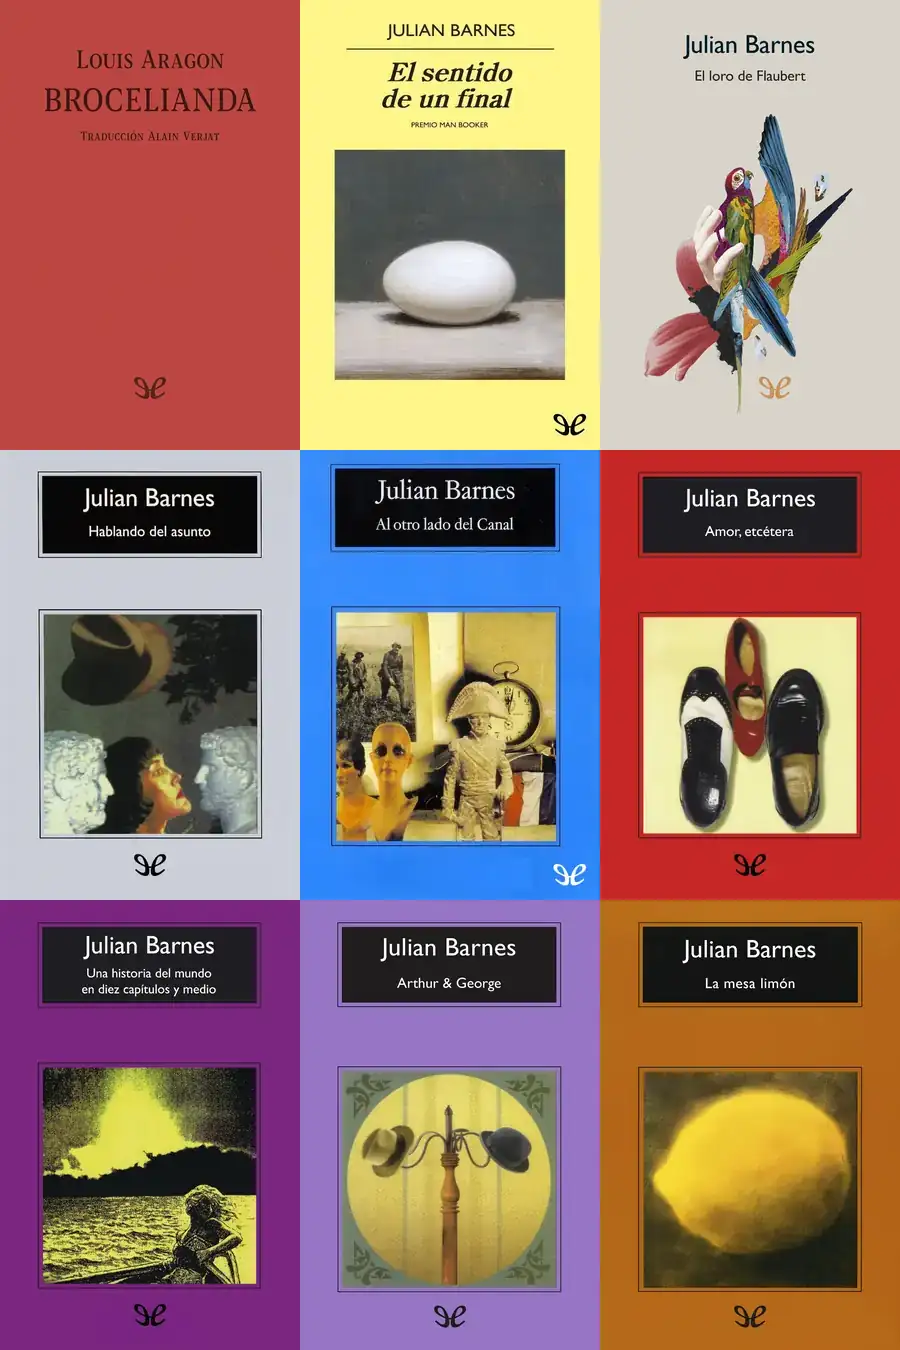 LOUIS ARAGON
BROCELIANDA
TRADUCCIÓN ALAIN VERJAT
JULIAN BARNES
El sentido
de un final
PREMIO MAN BOOKER
Julian Barnes
El loro de Flaubert
Julian Barnes
Hablando del asunto
Julian Barnes
Al otro lado del Canal
Julian Barnes
Amor, etcétera
Julian Barnes
Una historia del mundo
en diez capítulos y medio
Julian Barnes
Arthur & George
Julian Barnes
La mesa limón